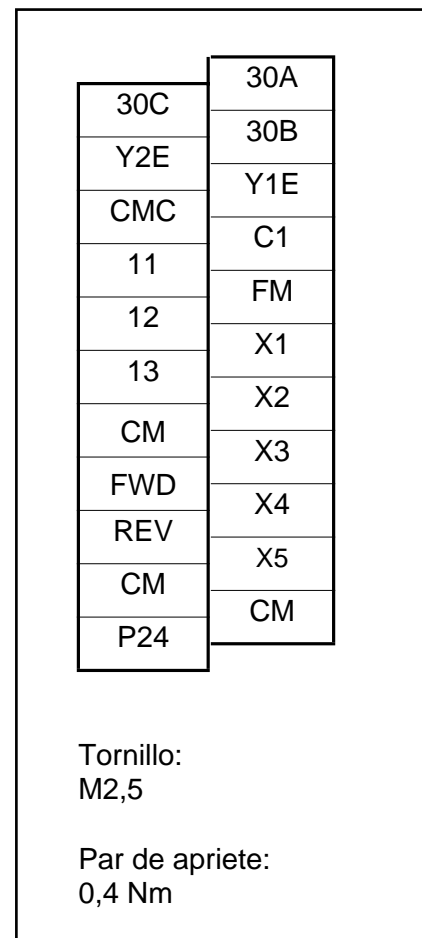 30C
Y2E
CMC
11
12
13
CM
FWD
REV
CM
P24
30A
30B
Y1E
C1
FM
X1
X2
X3
X4
X5
CM
Tornillo:
M2,5
Par de apriete:
0,4 Nm